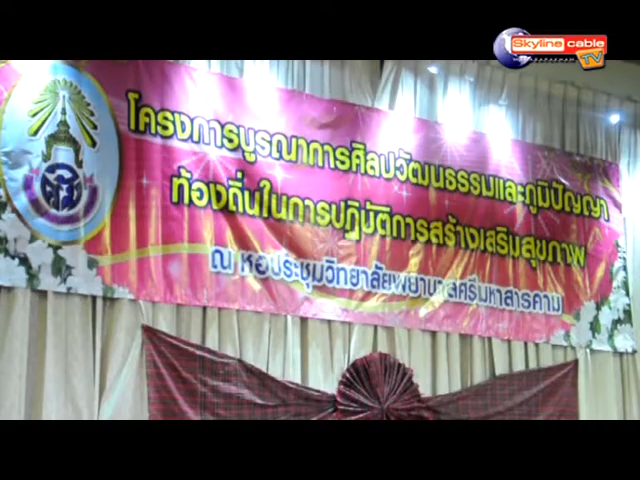 Skyline cable
TV
โครงการบูรณาการศิลปวัฒนธรรมและภูมิปัญญา
ท้องถิ่นในการปฏิบัติการสร้างเสริมสุขภาพ
ณ หอประชุมวิทยาลัยพยาบาลศรีมหาสารคาม